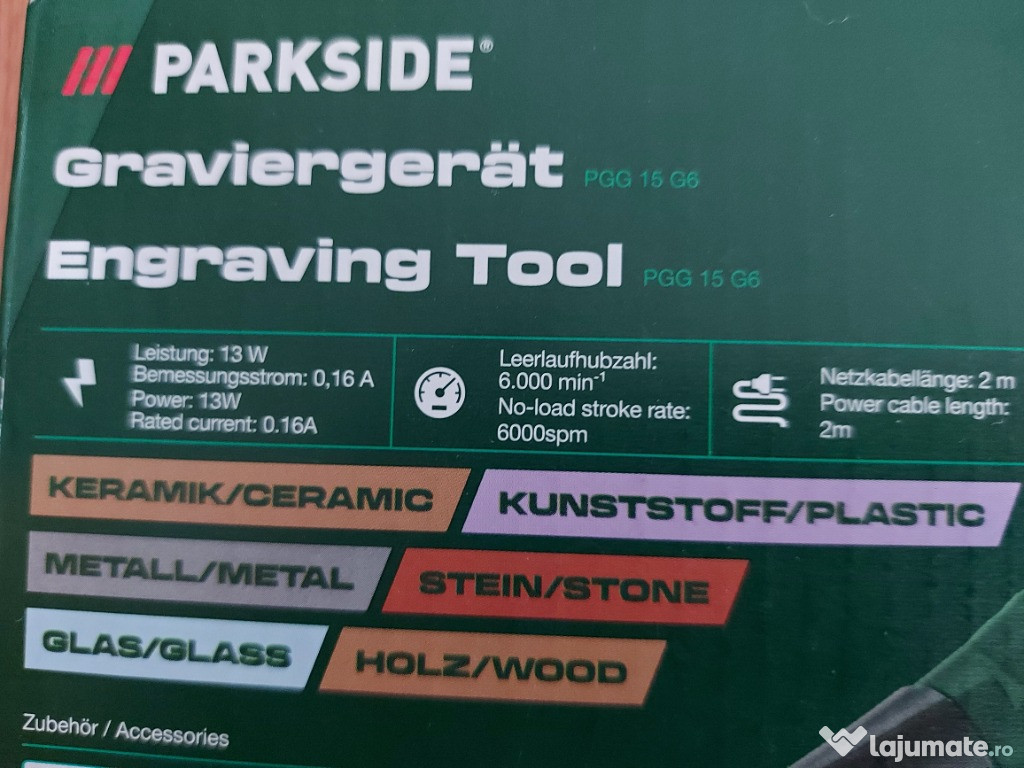 PARKSIDE®
Graviergerät PGG 15 G6
Engraving Tool PGG 15 G6
Leistung: 13 W
Bemessungsstrom: 0,16 A
Power: 13W
Rated current: 0.16A
Leerlaufhubzahl:
6.000 min⁻¹
No-load stroke rate:
6000spm
Netzkabellänge: 2 m
Power cable length:
2m
KERAMIK/CERAMIC
KUNSTSTOFF/PLASTIC
METALL/METAL
STEIN/STONE
GLAS/GLASS
HOLZ/WOOD
Zubehör / Accessories
lajumate.ro